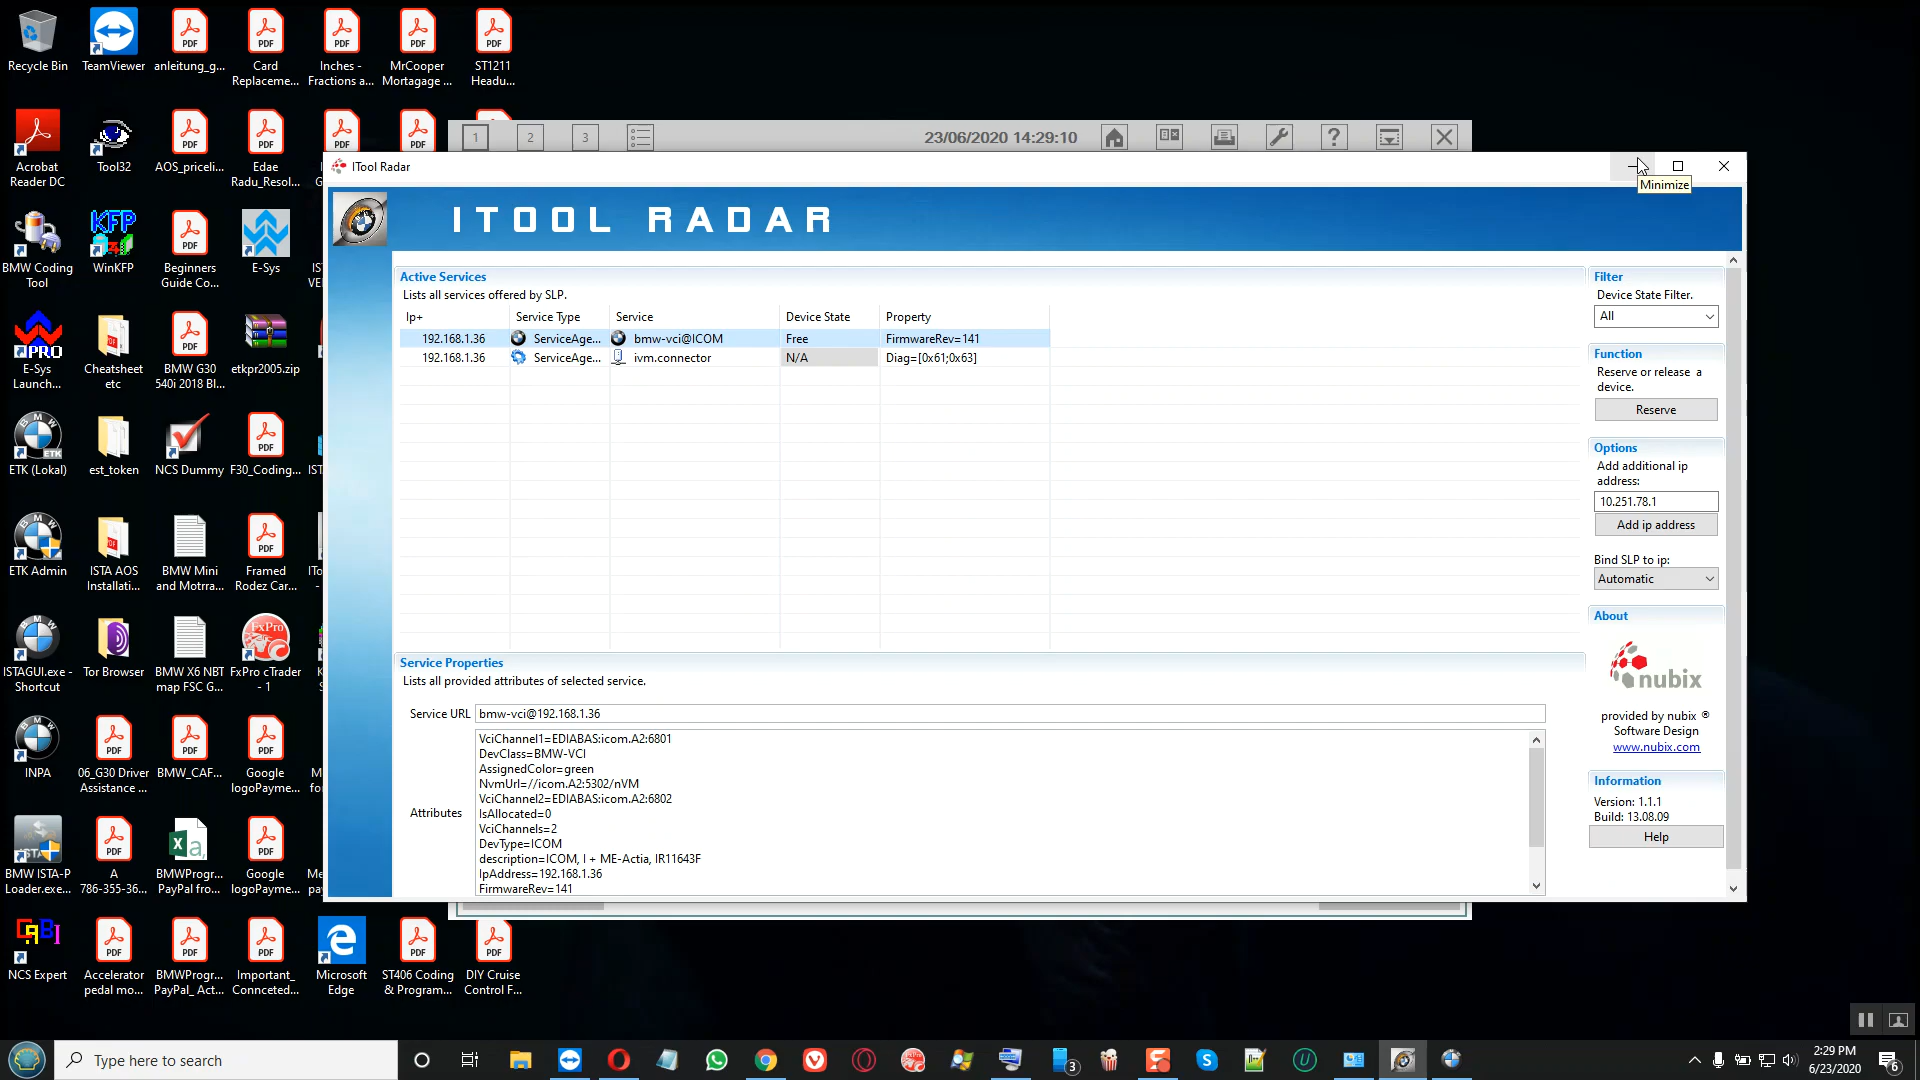 Recycle Bin
TeamViewer
anleitung_g...
Card
Replaceme...
Inches -
Fractions a...
MrCooper
Mortagage ...
ST1211
Headu...
Acrobat
Reader DC
Tool32
AOS_priceli...
Edae
Radu_Resol...
BMW Coding
Tool
WinKFP
Beginners
Guide Co...
E-Sys
E-Sys
Launch...
Cheatsheet
etc
BMW G30
540i 2018 Bl...
etkpr2005.zip
ETK (Lokal)
est_token
NCS Dummy
F30_Coding...
ETK Admin
ISTA AOS
Installati...
BMW Mini
and Motrra...
Framed
Rodez Car...
ISTAGUI.exe -
Shortcut
Tor Browser
BMW X6 NBT
map FSC G...
FxPro cTrader
- 1
INPA
06_G30 Driver
Assistance ...
BMW_CAF...
Google
logoPayme...
BMW ISTA-P
Loader.exe...
A
786-355-36...
BMWProgr...
PayPal fro...
Google
logoPayme...
NCS Expert
Accelerator
pedal mo...
BMWProgr...
PayPal_ Act...
Important_
Connceted...
Microsoft
Edge
ST406 Coding
& Program...
DIY Cruise
Control F...
1
2
3
23/06/2020 14:29:10
ITool Radar
Minimize
ITOOL RADAR
Active Services
Lists all services offered by SLP.
Ip+ Service Type Service Device State Property
192.168.1.36 ServiceAge... bmw-vci@ICOM Free FirmwareRev=141
192.168.1.36 ServiceAge... ivm.connector N/A Diag=[0x61;0x63]
Service Properties
Lists all provided attributes of selected service.
Service URL bmw-vci@192.168.1.36
Attributes
VciChannel1=EDIABAS:icom.A2:6801
DevClass=BMW-VCI
AssignedColor=green
NvmUrl=//icom.A2:5302/nVM
VciChannel2=EDIABAS:icom.A2:6802
IsAllocated=0
VciChannels=2
DevType=ICOM
description=ICOM, I + ME-Actia, IR11643F
IpAddress=192.168.1.36
FirmwareRev=141
Filter
Device State Filter.
All
Function
Reserve or release a
device.
Reserve
Options
Add additional ip
address:
10.251.78.1
Add ip address
Bind SLP to ip:
Automatic
About
nubix
provided by nubix ®
Software Design
www.nubix.com
Information
Version: 1.1.1
Build: 13.08.09
Help
Type here to search
3
2:29 PM
6/23/2020
6